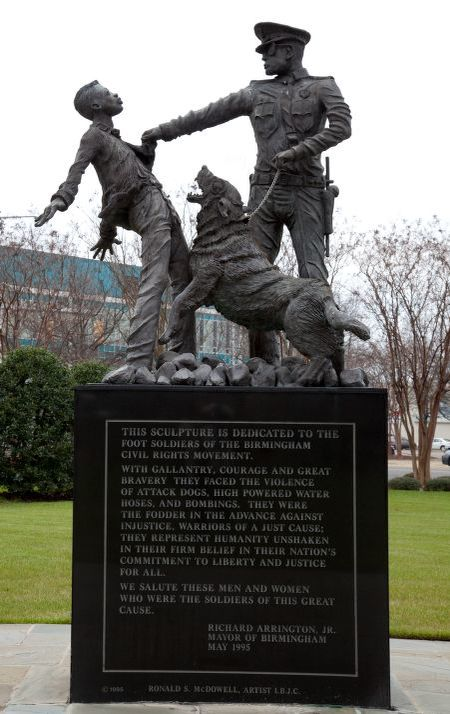 THIS SCULPTURE IS DEDICATED TO THE
FOOT SOLDIERS OF THE BIRMINGHAM
CIVIL RIGHTS MOVEMENT.
WITH GALLANTRY, COURAGE AND GREAT
BRAVERY THEY FACED THE VIOLENCE
OF ATTACK DOGS, HIGH POWERED WATER
HOSES, AND BOMBINGS. THEY WERE
THE FODDER IN THE ADVANCE AGAINST
INJUSTICE, WARRIORS OF A JUST CAUSE;
THEY REPRESENT HUMANITY UNSHAKEN
IN THEIR FIRM BELIEF IN THEIR NATION'S
COMMITMENT TO LIBERTY AND JUSTICE
FOR ALL.
WE SALUTE THESE MEN AND WOMEN
WHO WERE THE SOLDIERS OF THIS GREAT
CAUSE.
RICHARD ARRINGTON, JR.
MAYOR OF BIRMINGHAM
MAY 1995
© 1995 RONALD S. McDOWELL, ARTIST I.B.J.C.